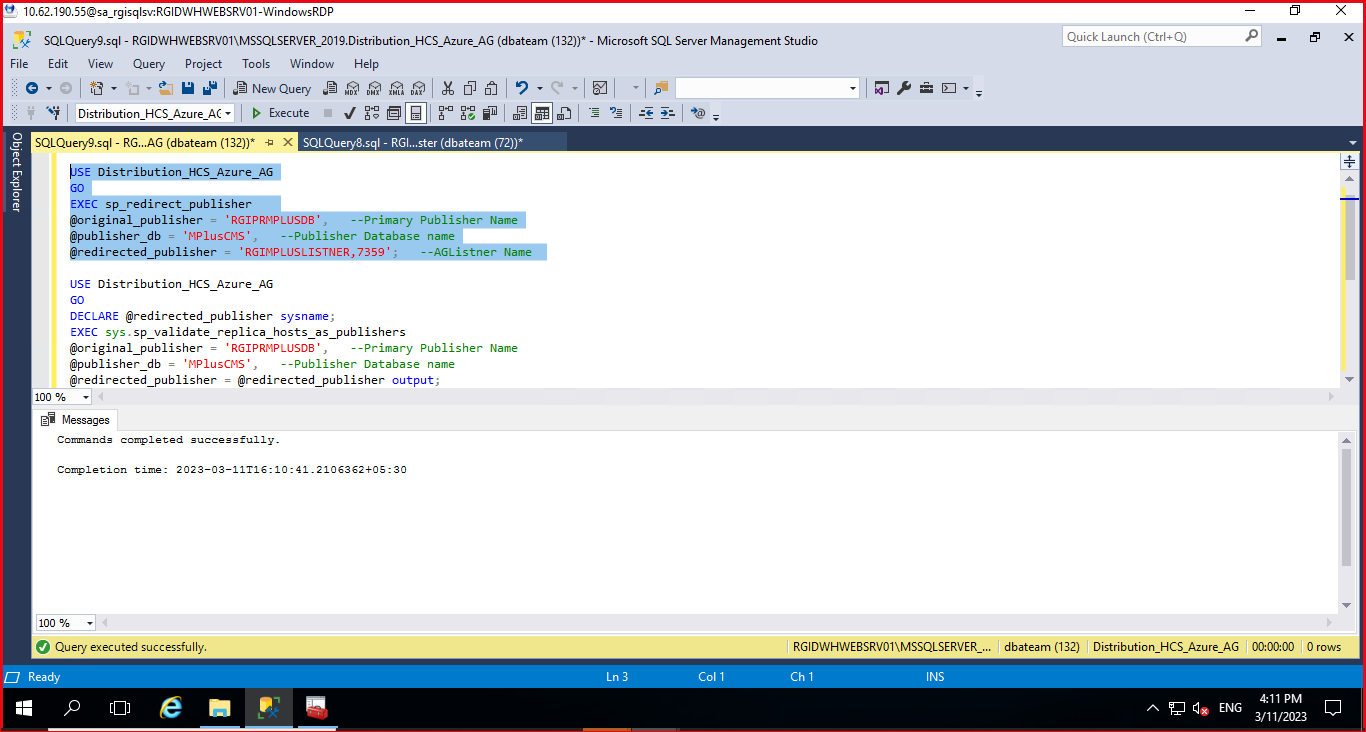 10.62.190.55@sa_rgisqlsv:RGIDWHWEBSRV01-WindowsRDP
SQLQuery9.sql - RGIDWHWEBSRV01\MSSQLSERVER_2019.Distribution_HCS_Azure_AG (dbateam (132))* - Microsoft SQL Server Management Studio
Quick Launch (Ctrl+Q)
File Edit View Query Project Tools Window Help
New Query
MDX DMX XMLA DAX
Distribution_HCS_Azure_AG
Execute
Object Explorer
SQLQuery9.sql - RG...AG (dbateam (132))*
SQLQuery8.sql - RGI...ster (dbateam (72))*
USE Distribution_HCS_Azure_AG
GO
EXEC sp_redirect_publisher
@original_publisher = 'RGIPRMPLUSDB', --Primary Publisher Name
@publisher_db = 'MPlusCMS', --Publisher Database name
@redirected_publisher = 'RGIMPLUSLISTNER,7359'; --AGListner Name
USE Distribution_HCS_Azure_AG
GO
DECLARE @redirected_publisher sysname;
EXEC sys.sp_validate_replica_hosts_as_publishers
@original_publisher = 'RGIPRMPLUSDB', --Primary Publisher Name
@publisher_db = 'MPlusCMS', --Publisher Database name
@redirected_publisher = @redirected_publisher output;
100 %
Messages
Commands completed successfully.
Completion time: 2023-03-11T16:10:41.2106362+05:30
100 %
Query executed successfully.
RGIDWHWEBSRV01\MSSQLSERVER_... dbateam (132) Distribution_HCS_Azure_AG 00:00:00 0 rows
Ready Ln 3 Col 1 Ch 1 INS
ENG
4:11 PM
3/11/2023